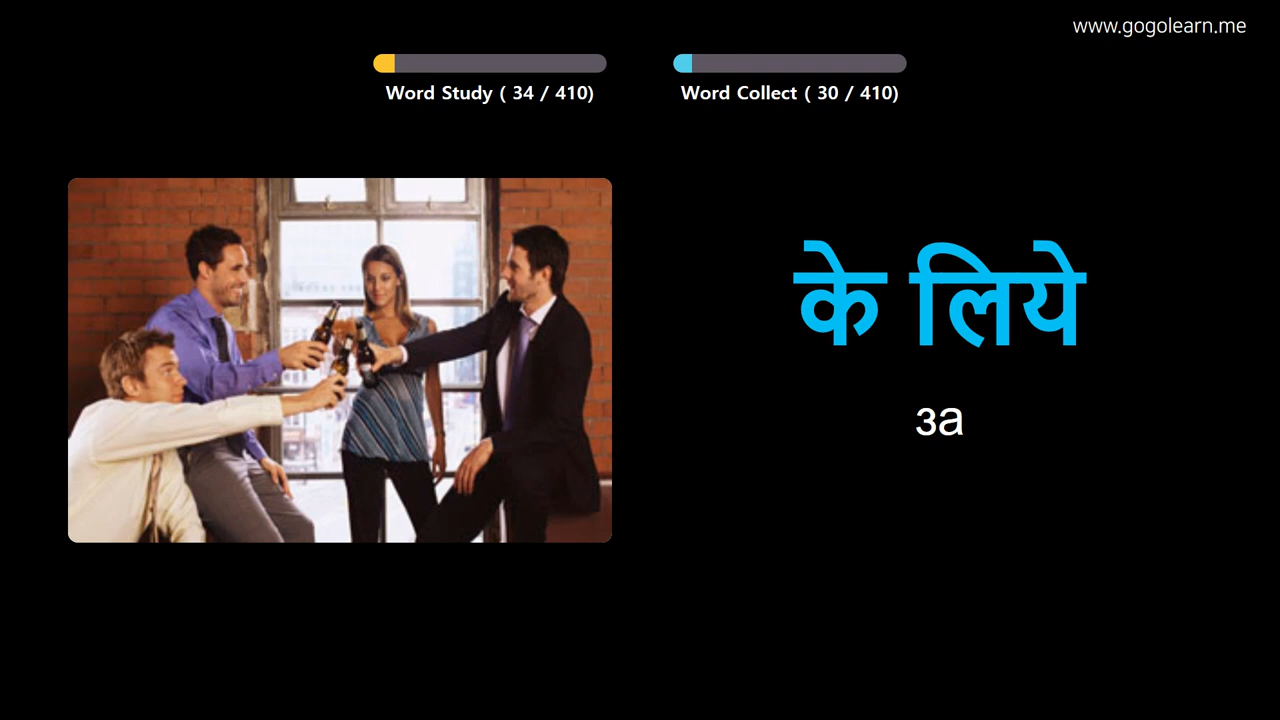 www.gogolearn.me
Word Study ( 34 / 410)
Word Collect ( 30 / 410)
के लिये
за